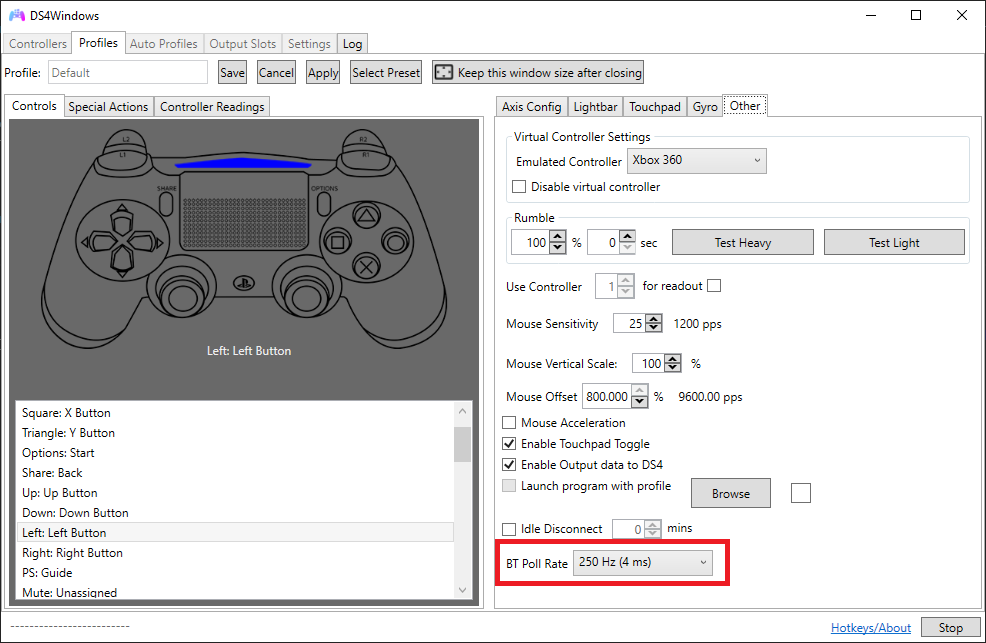 DS4Windows
Controllers Profiles Auto Profiles Output Slots Settings Log
Profile: Default Save Cancel Apply Select Preset Keep this window size after closing
Controls Special Actions Controller Readings
L2
L1
R2
R1
SHARE
OPTIONS
Left: Left Button
Square: X Button
Triangle: Y Button
Options: Start
Share: Back
Up: Up Button
Down: Down Button
Left: Left Button
Right: Right Button
PS: Guide
Mute: Unassigned
Axis Config Lightbar Touchpad Gyro Other
Virtual Controller Settings
Emulated Controller Xbox 360
Disable virtual controller
Rumble
100 % 0 sec Test Heavy Test Light
Use Controller 1 for readout
Mouse Sensitivity 25 1200 pps
Mouse Vertical Scale: 100 %
Mouse Offset 800.000 % 9600.00 pps
Mouse Acceleration
Enable Touchpad Toggle
Enable Output data to DS4
Launch program with profile Browse
Idle Disconnect 0 mins
BT Poll Rate 250 Hz (4 ms)
------------------------- Hotkeys/About Stop